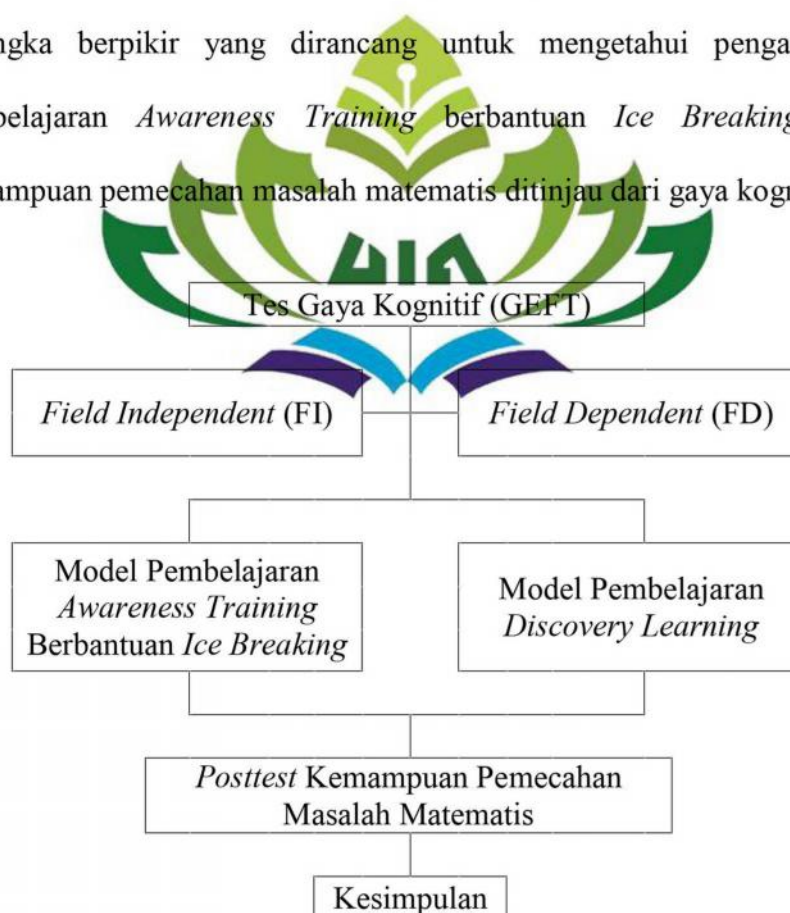 ngka berpikir yang dirancang untuk mengetahui penga
belajaran Awareness Training berbantuan Ice Breaking
ampuan pemecahan masalah matematis ditinjau dari gaya kogn
UIN
Tes Gaya Kognitif (GEFT)
Field Independent (FI)
Field Dependent (FD)
Model Pembelajaran
Awareness Training
Berbantuan Ice Breaking
Model Pembelajaran
Discovery Learning
Posttest Kemampuan Pemecahan
Masalah Matematis
Kesimpulan